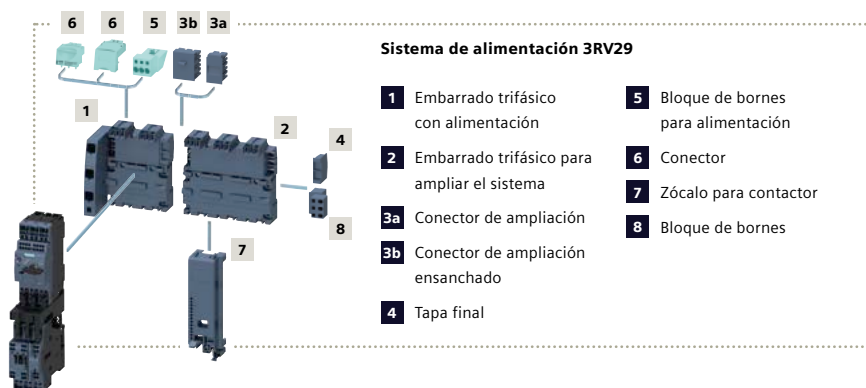 6
6
5
3b
3a
1
2
4
8
7
Sistema de alimentación 3RV29
1 Embarrado trifásico
con alimentación
2 Embarrado trifásico para
ampliar el sistema
3a Conector de ampliación
3b Conector de ampliación
ensanchado
4 Tapa final
5 Bloque de bornes
para alimentación
6 Conector
7 Zócalo para contactor
8 Bloque de bornes